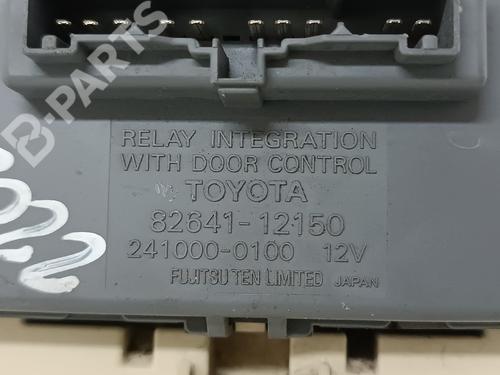 B-PARTS
RELAY INTEGRATION
WITH DOOR CONTROL
TOYOTA
82641-12150
241000-0100 12V
FUJITSU TEN LIMITED JAPAN